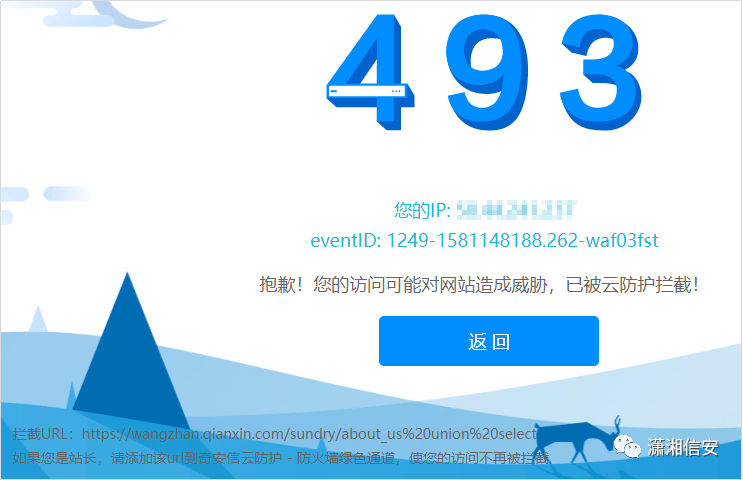 493
您的IP:
eventID: 1249-1581148188.262-waf03fst
抱歉！您的访问可能对网站造成威胁，已被云防护拦截！
返 回
拦截URL：https://wangzhan.qianxin.com/sundry/about_us%20union%20select
如果您是站长，请添加该url到奇安信云防护 - 防火墙绿色通道，使您的访问不再被拦截
潇湘信安